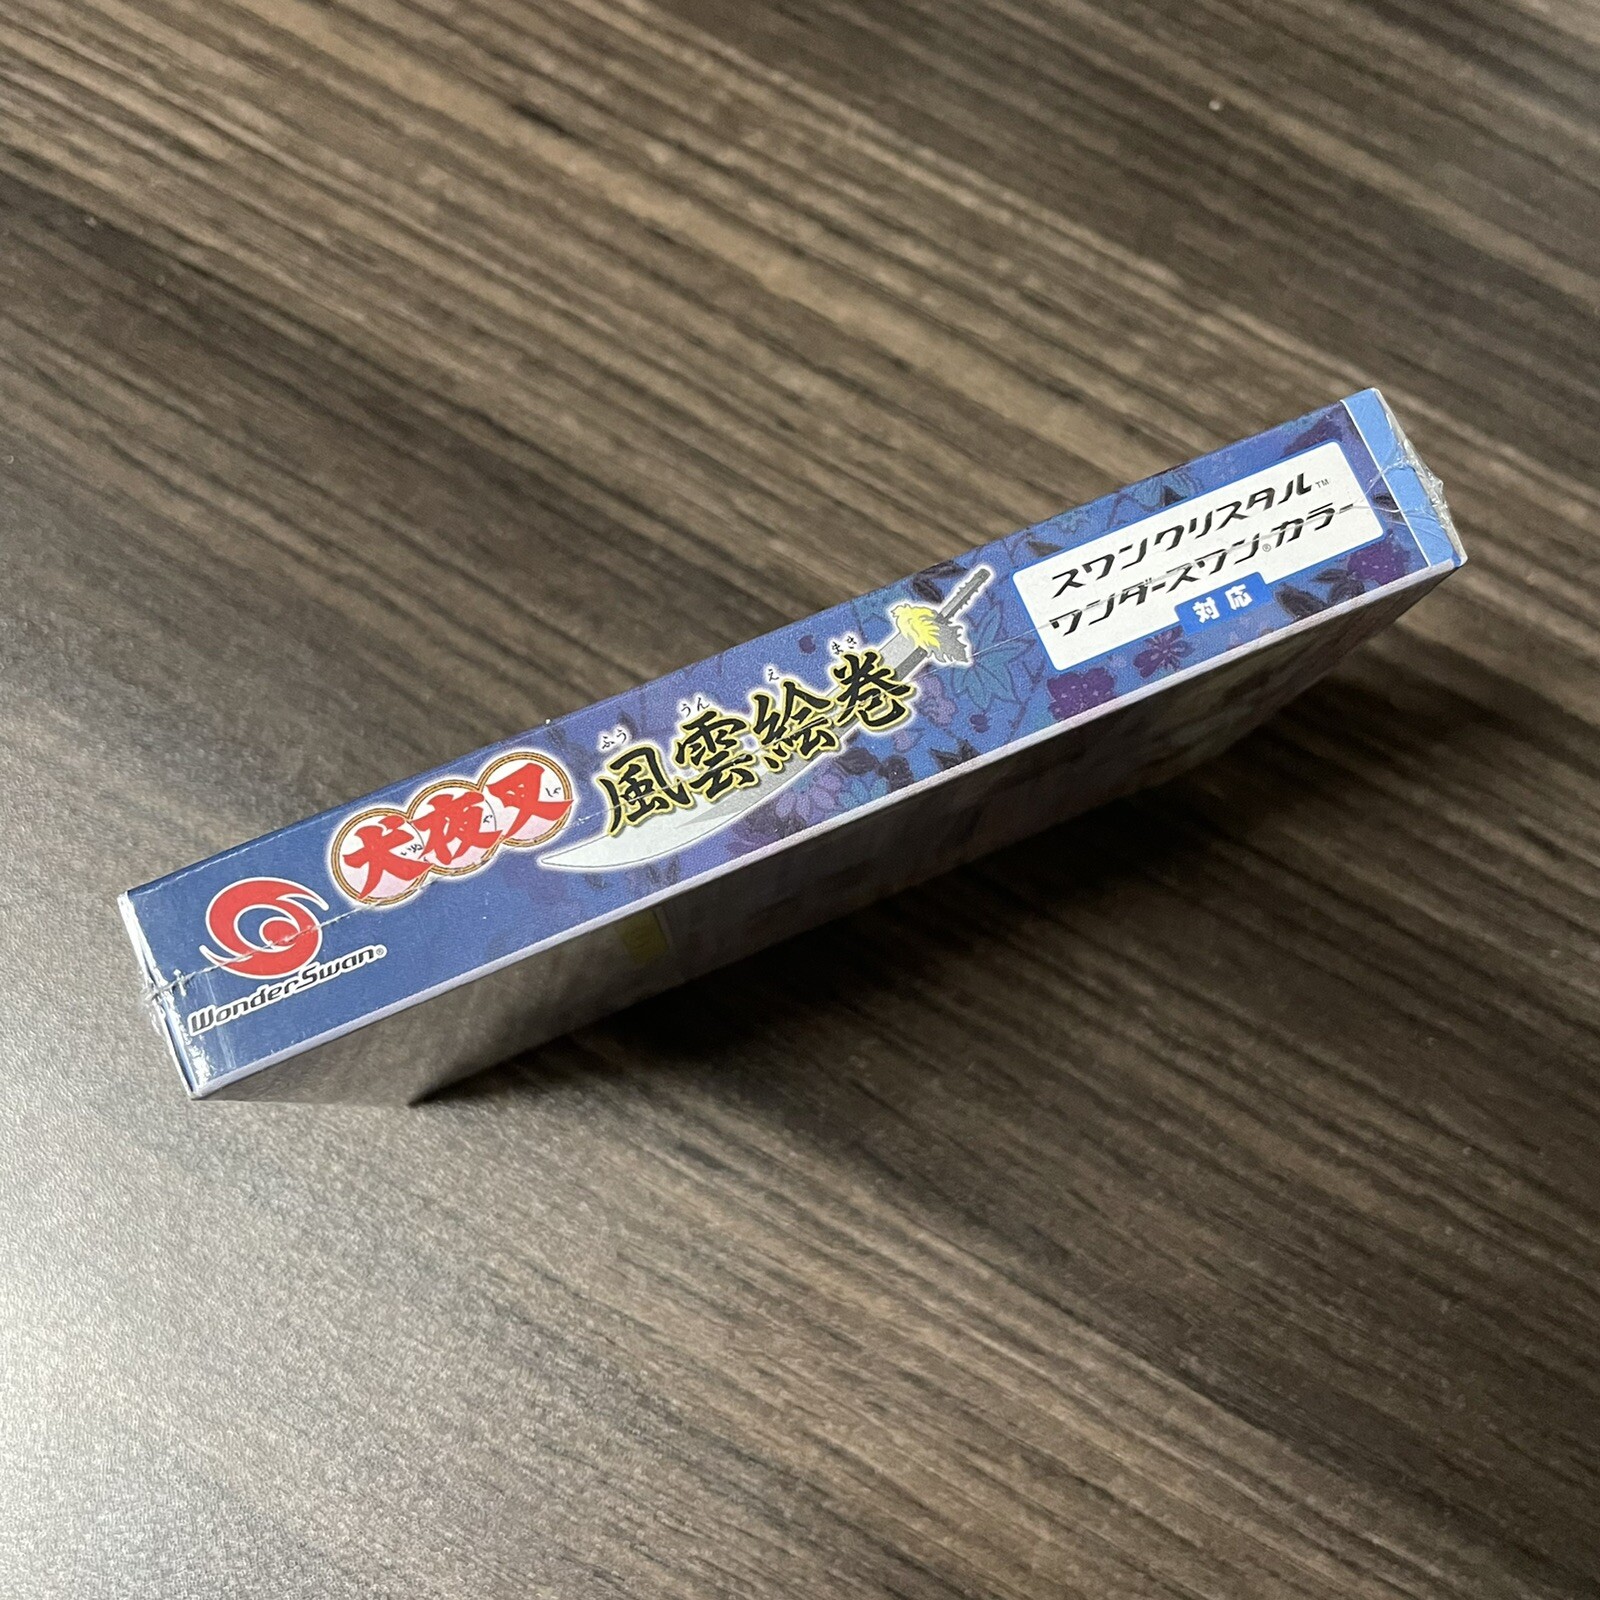 WonderSwan®
犬夜叉
いぬ や しゃ
ふう うん え まき
風雲絵巻
スワンクリスタル™
ワンダースワン®カラー
対応